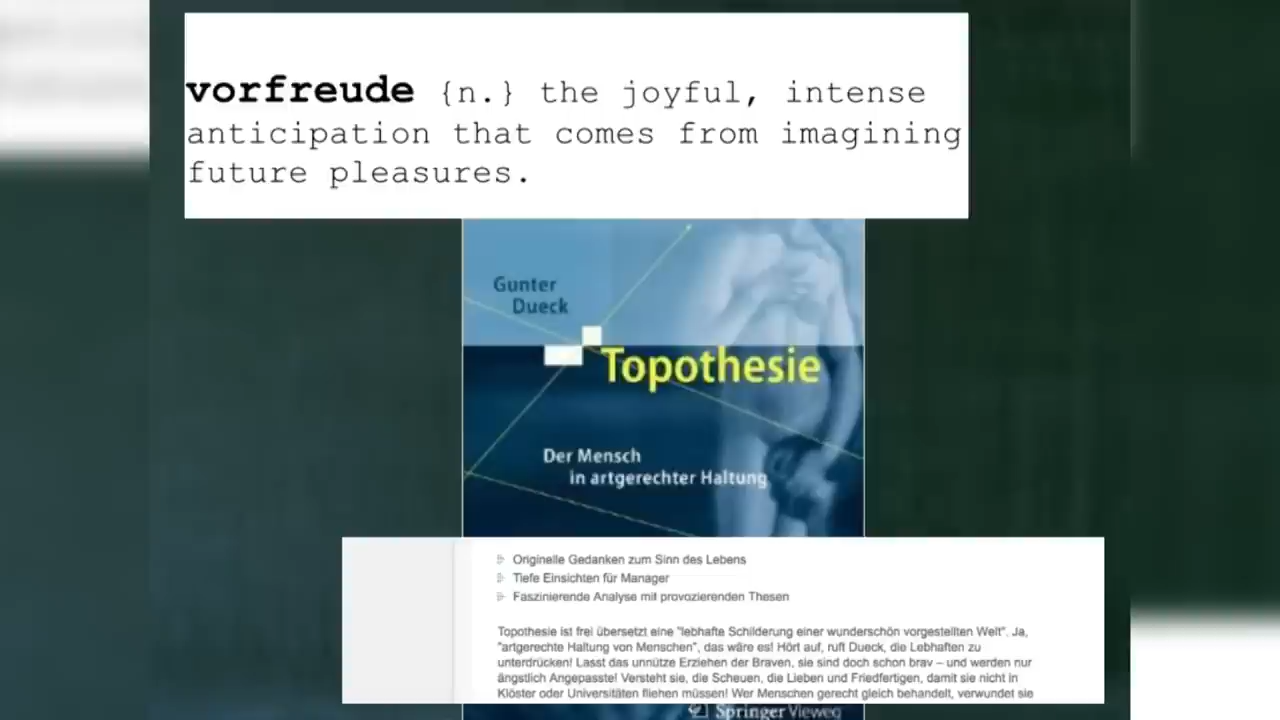 vorfreude {n.} the joyful, intense
anticipation that comes from imagining
future pleasures.
Gunter
Dueck
Topothesie
Der Mensch
in artgerechter Haltung
Originelle Gedanken zum Sinn des Lebens
Tiefe Einsichten für Manager
Faszinierende Analyse mit provozierenden Thesen
Topothesie ist frei übersetzt eine "lebhafte Schilderung einer wunderschön vorgestellten Welt". Ja,
"artgerechte Haltung von Menschen", das wäre es! Hört auf, ruft Dueck, die Lebhaften zu
unterdrücken! Lasst das unnütze Erziehen der Braven, sie sind doch schon brav – und werden nur
ängstlich Angepasste! Versteht sie, die Scheuen, die Lieben und Friedfertigen, damit sie nicht in
Klöster oder Universitäten fliehen müssen! Wer Menschen gerecht gleich behandelt, verwundet sie
Springer Vieweg